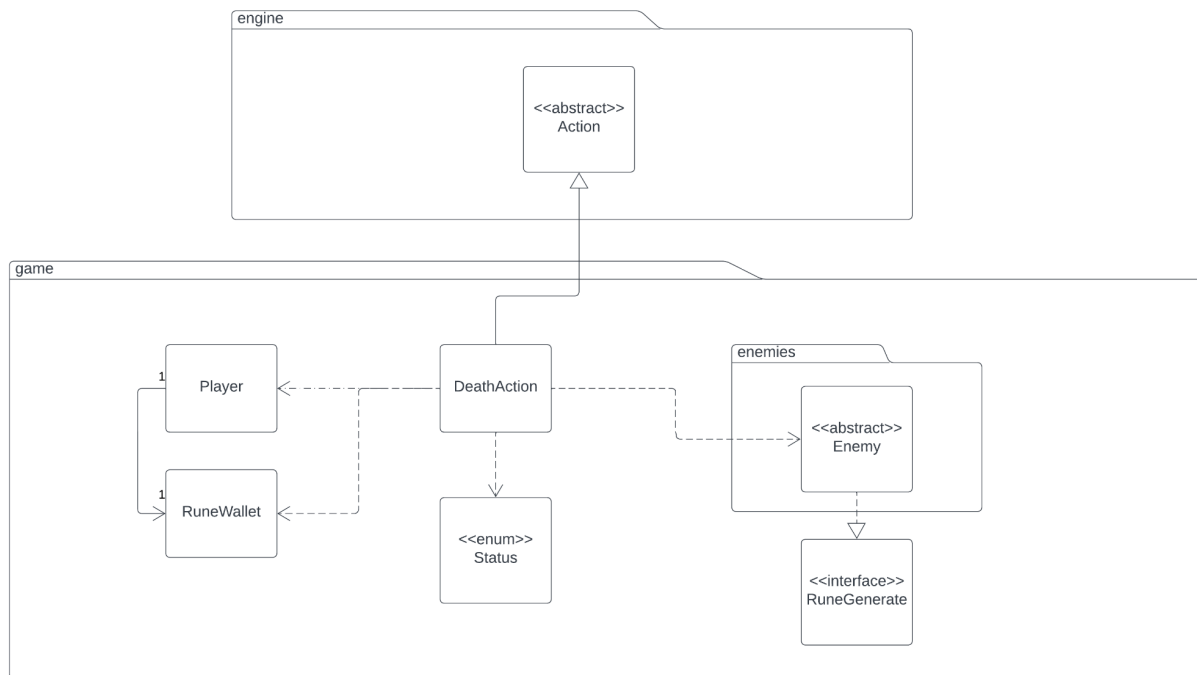 engine
<<abstract>>
Action
game
1
Player
DeathAction
enemies
<<abstract>>
Enemy
1
RuneWallet
<<enum>>
Status
<<interface>>
RuneGenerate